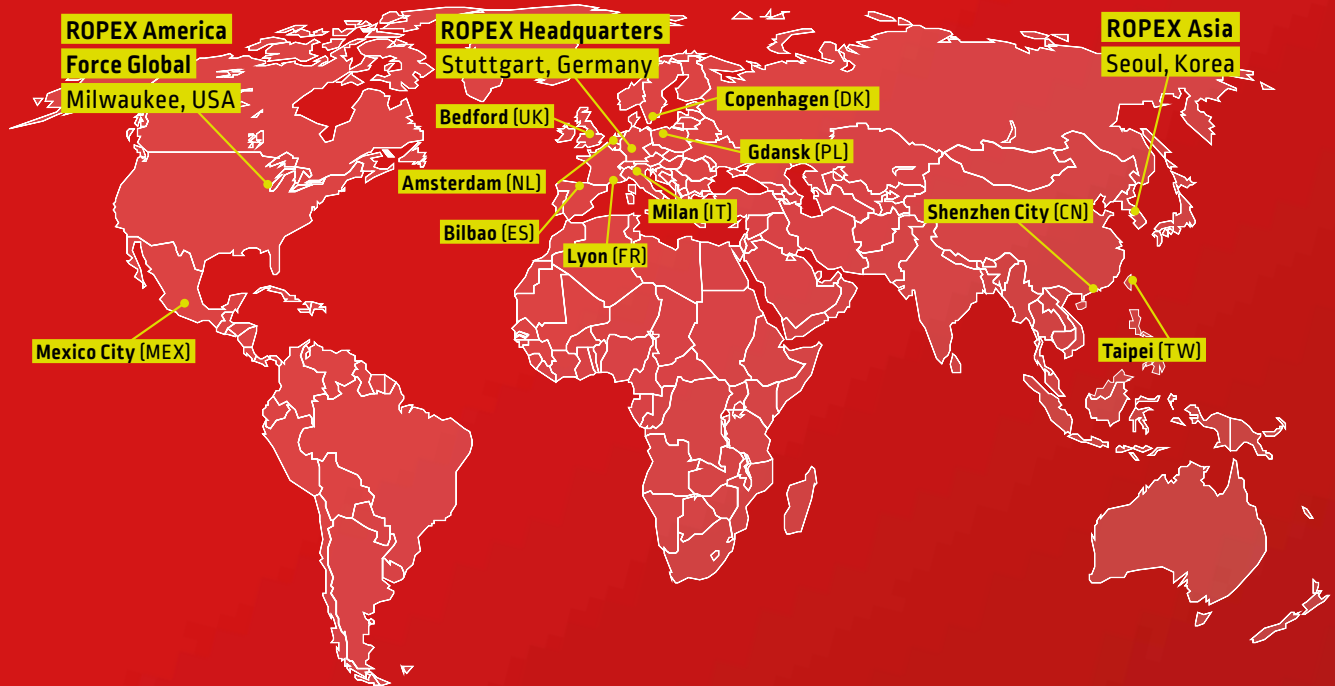 ROPEX America
Force Global
Milwaukee, USA
ROPEX Headquarters
Stuttgart, Germany
ROPEX Asia
Seoul, Korea
Copenhagen (DK)
Bedford (UK)
Gdansk (PL)
Amsterdam (NL)
Milan (IT)
Shenzhen City (CN)
Bilbao (ES)
Lyon (FR)
Mexico City (MEX)
Taipei (TW)